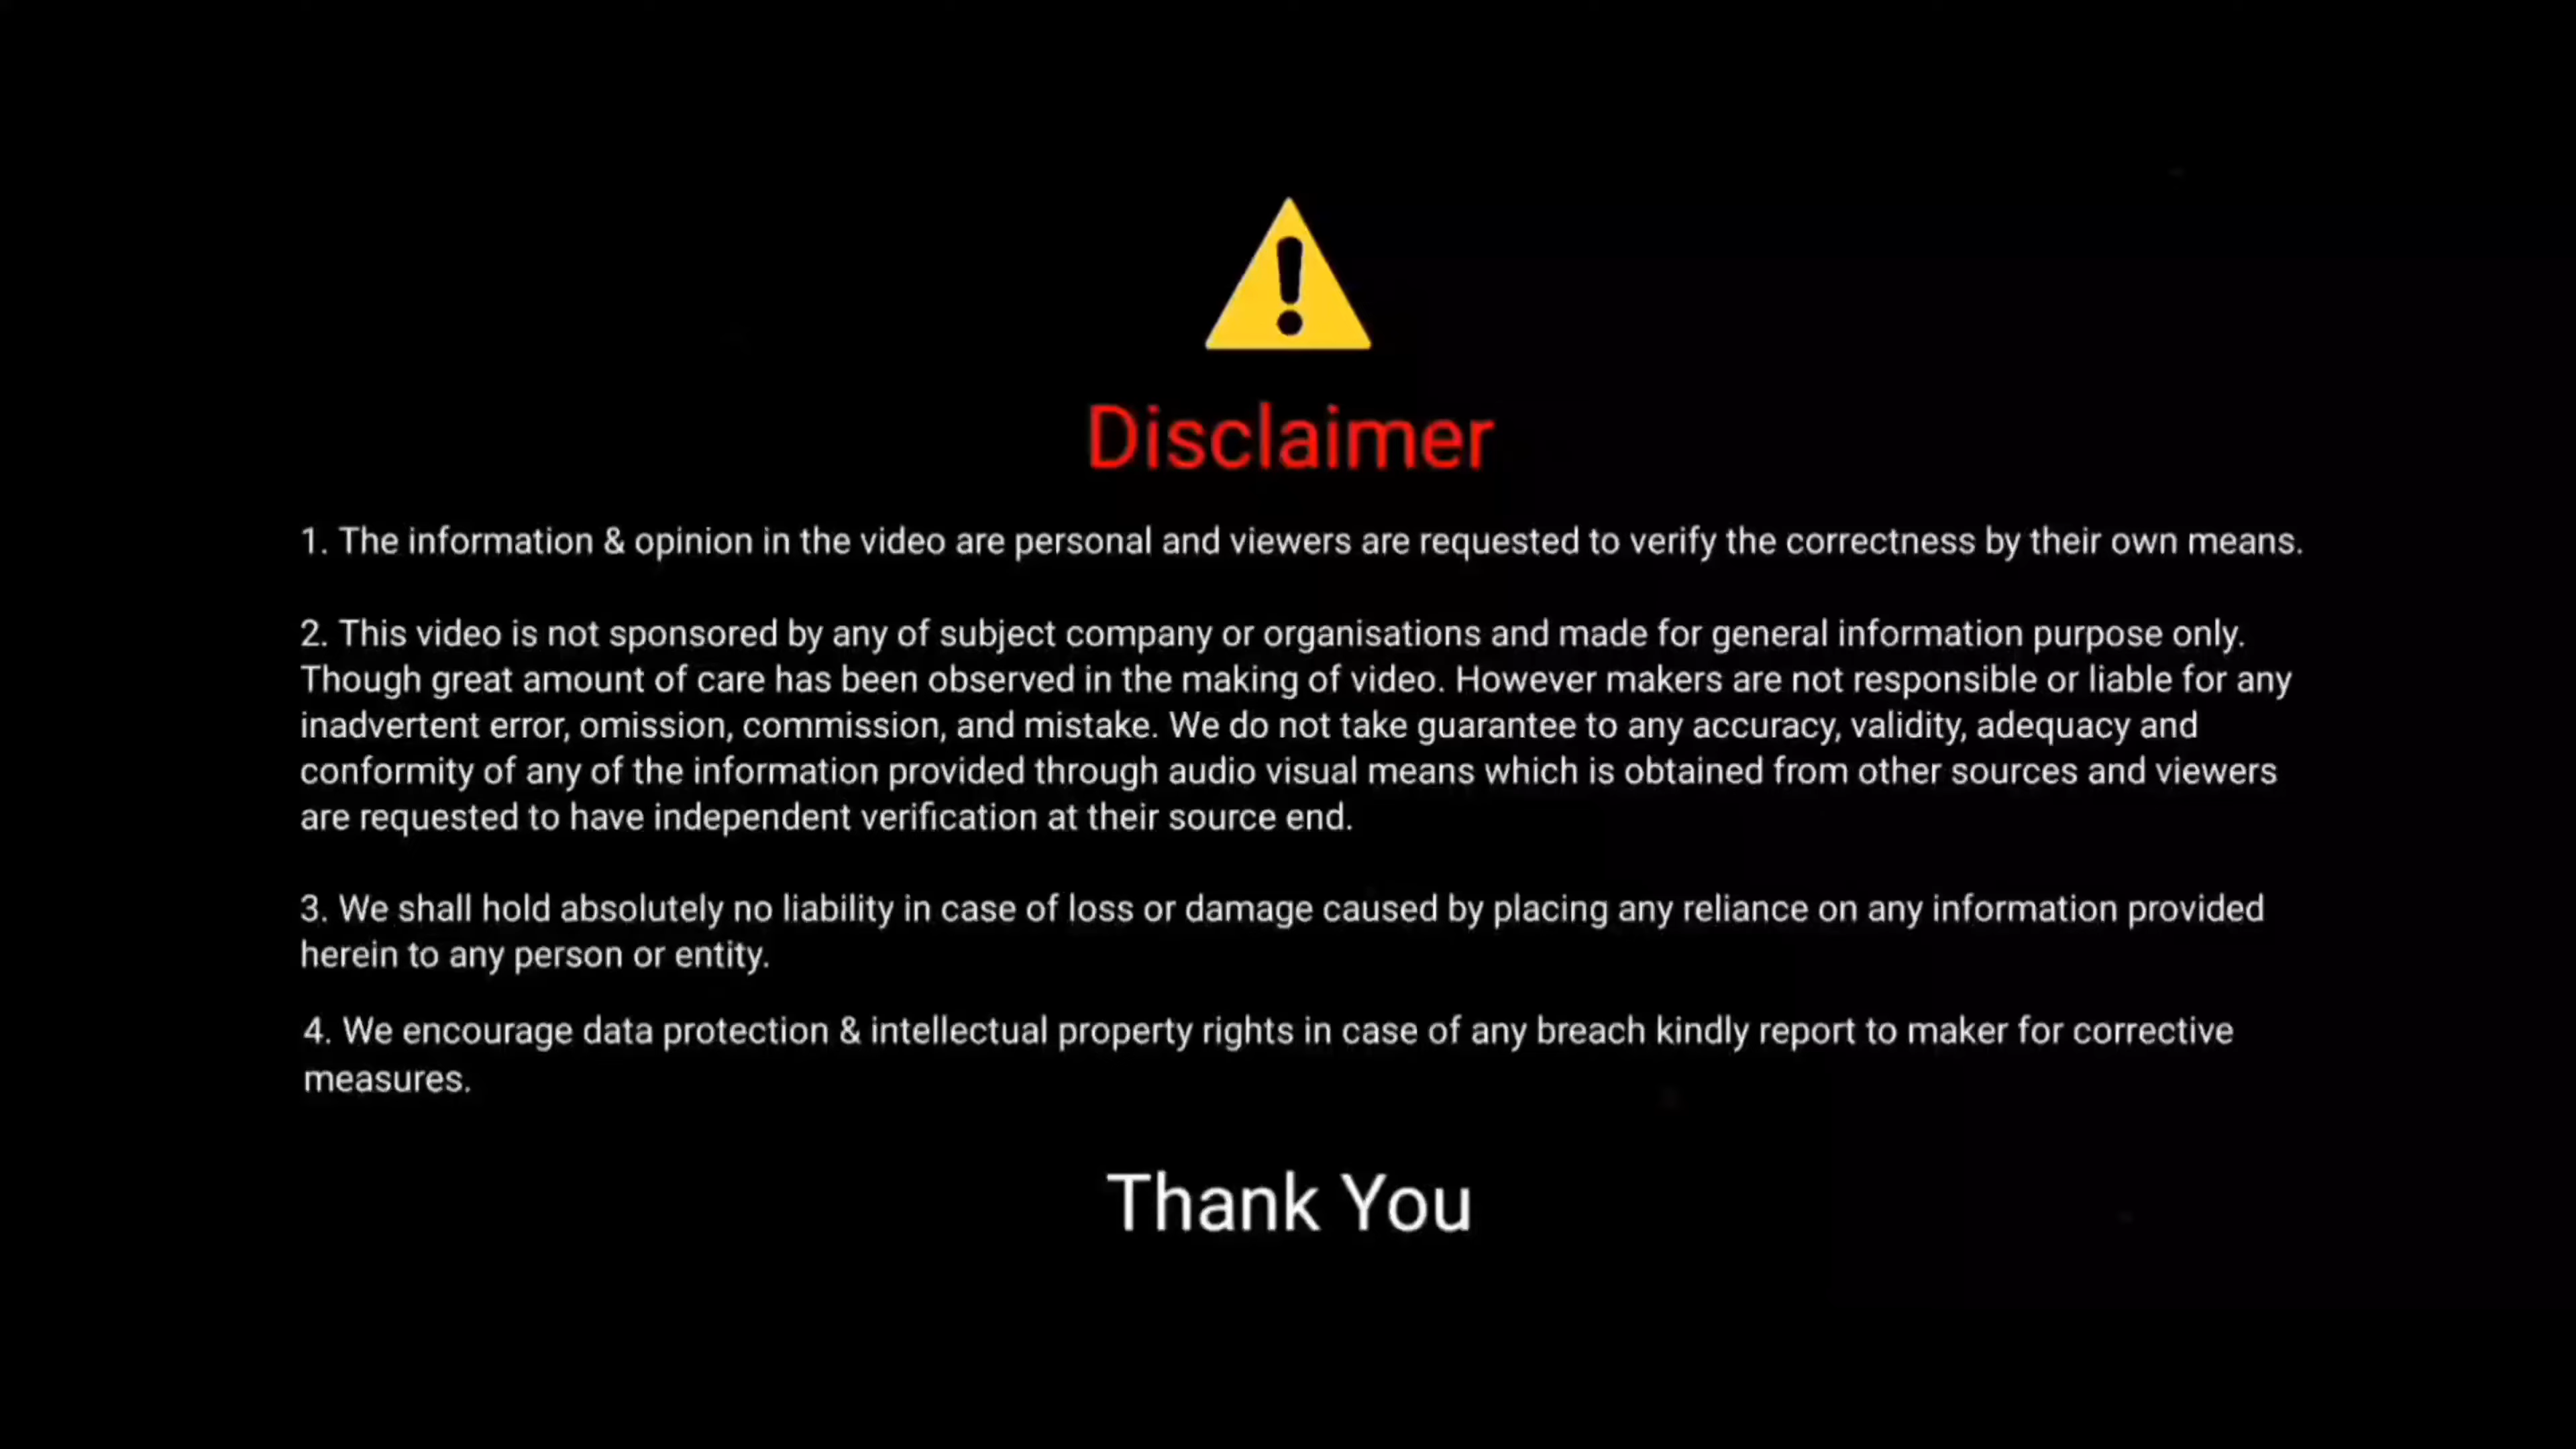 Disclaimer
1. The information & opinion in the video are personal and viewers are requested to verify the correctness by their own means.
2. This video is not sponsored by any of subject company or organisations and made for general information purpose only.
Though great amount of care has been observed in the making of video. However makers are not responsible or liable for any
inadvertent error, omission, commission, and mistake. We do not take guarantee to any accuracy, validity, adequacy and
conformity of any of the information provided through audio visual means which is obtained from other sources and viewers
are requested to have independent verification at their source end.
3. We shall hold absolutely no liability in case of loss or damage caused by placing any reliance on any information provided
herein to any person or entity.
4. We encourage data protection & intellectual property rights in case of any breach kindly report to maker for corrective
measures.
Thank You